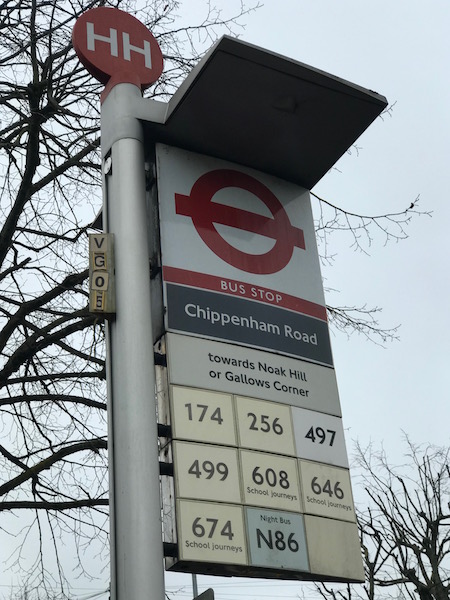 HH
VG05
BUS STOP
Chippenham Road
towards Noak Hill
or Gallows Corner
174 256 497
499 608 646
School journeys School journeys
674 Night Bus
School journeys N86